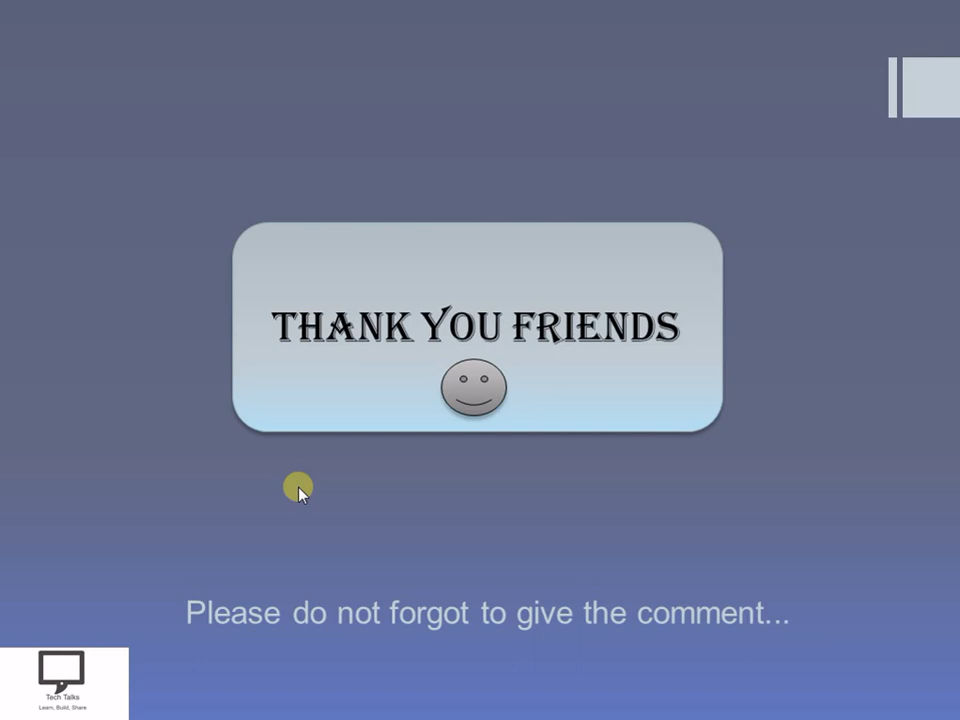 THANK YOU FRIENDS
Please do not forgot to give the comment...
Tech Talks
Learn, Build, Share